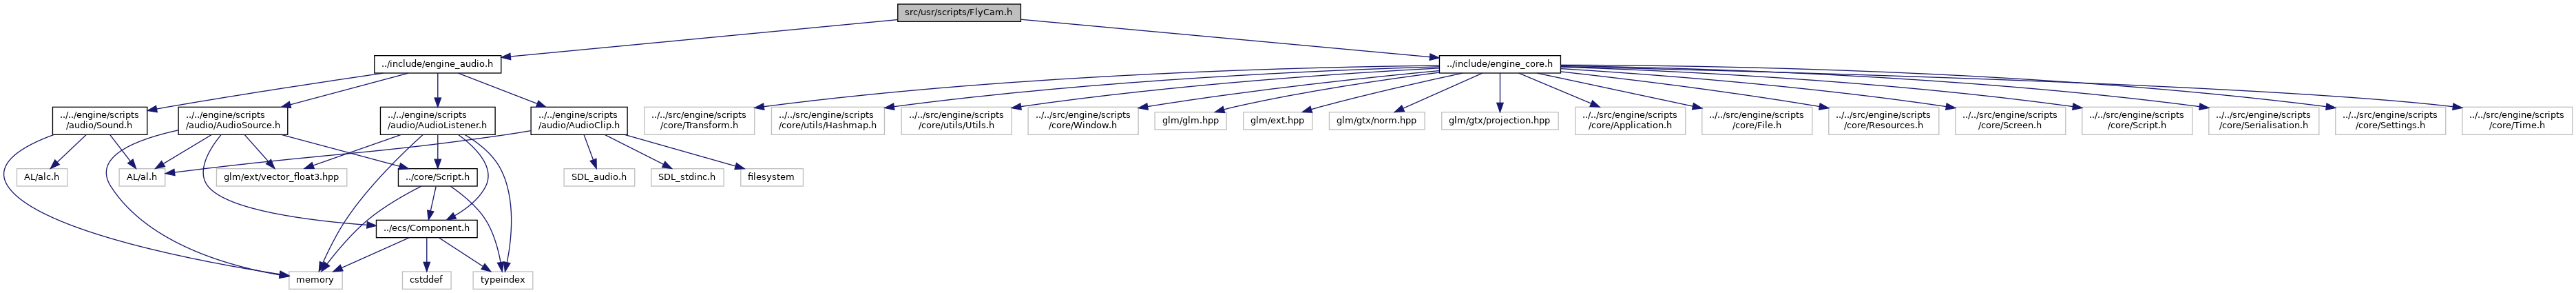 src/usr/scripts/FlyCam.h
../include/engine_audio.h
../include/engine_core.h
../../engine/scripts
/audio/Sound.h
../../engine/scripts
/audio/AudioSource.h
../../engine/scripts
/audio/AudioListener.h
../../engine/scripts
/audio/AudioClip.h
../../src/engine/scripts
/core/Transform.h
../../src/engine/scripts
/core/utils/Hashmap.h
../../src/engine/scripts
/core/utils/Utils.h
../../src/engine/scripts
/core/Window.h
glm/glm.hpp
glm/ext.hpp
glm/gtx/norm.hpp
glm/gtx/projection.hpp
../../src/engine/scripts
/core/Application.h
../../src/engine/scripts
/core/File.h
../../src/engine/scripts
/core/Resources.h
../../src/engine/scripts
/core/Screen.h
../../src/engine/scripts
/core/Script.h
../../src/engine/scripts
/core/Serialisation.h
../../src/engine/scripts
/core/Settings.h
../../src/engine/scripts
/core/Time.h
AL/alc.h
AL/al.h
glm/ext/vector_float3.hpp
../core/Script.h
SDL_audio.h
SDL_stdinc.h
filesystem
../ecs/Component.h
memory
cstddef
typeindex